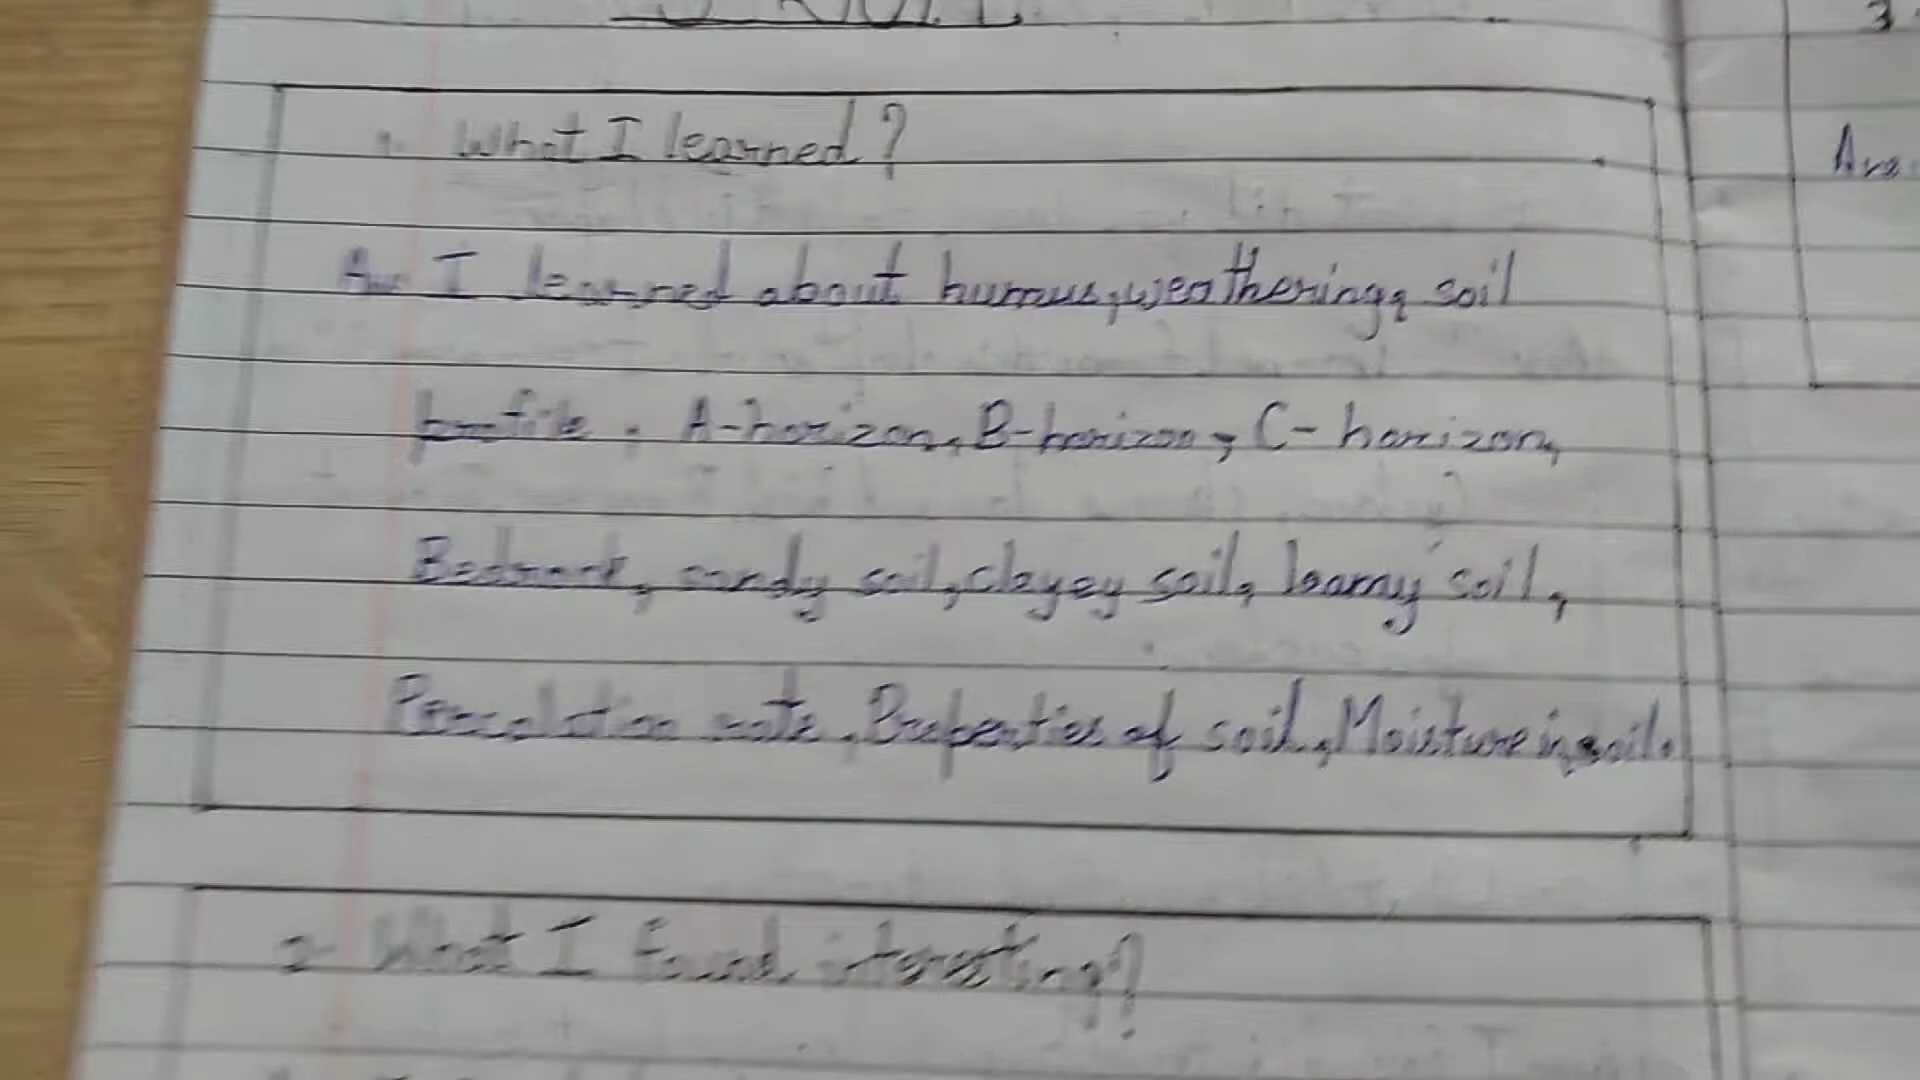 1. What I learned?
Ans I learned about humus, weathering, soil
profile, A-horizon, B-horizon, C-horizon,
Bedrock, sandy soil, clayey soil, loamy soil,
Percolation rate, Properties of soil, Moisture in soil.
2- What I found interesting?
3.
Ans